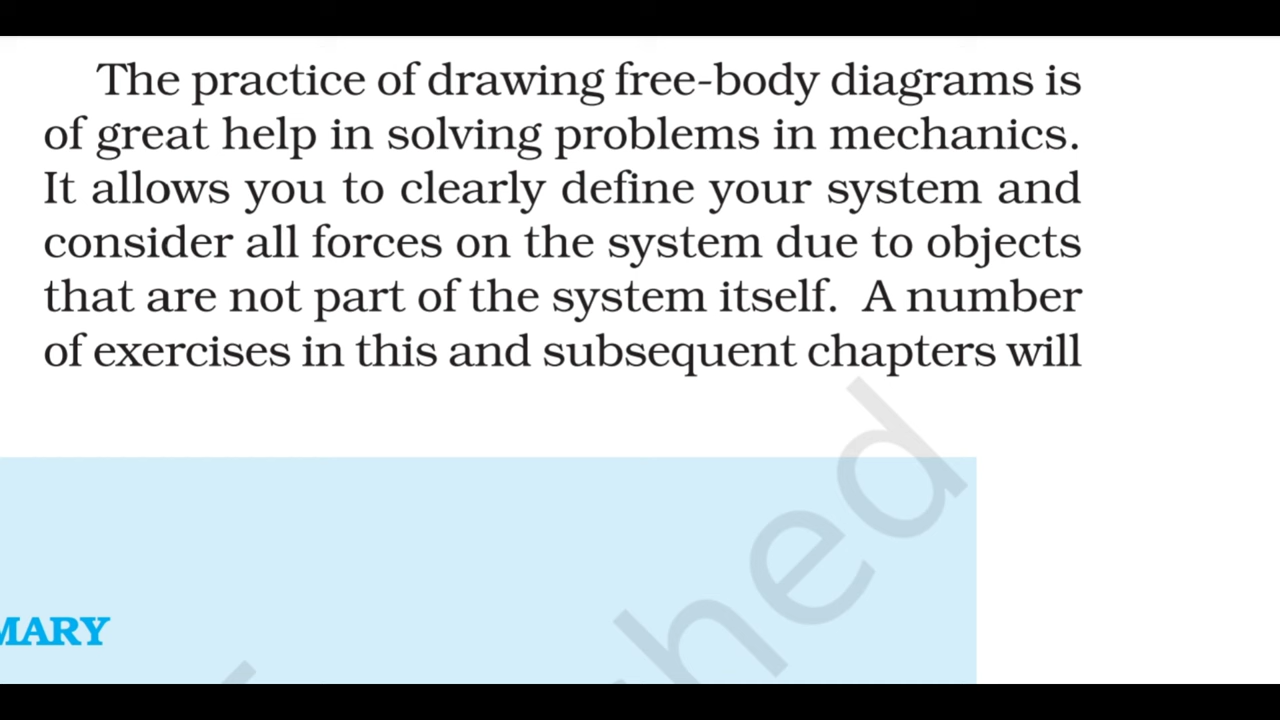 The practice of drawing free-body diagrams is
of great help in solving problems in mechanics.
It allows you to clearly define your system and
consider all forces on the system due to objects
that are not part of the system itself. A number
of exercises in this and subsequent chapters will
MARY
hed